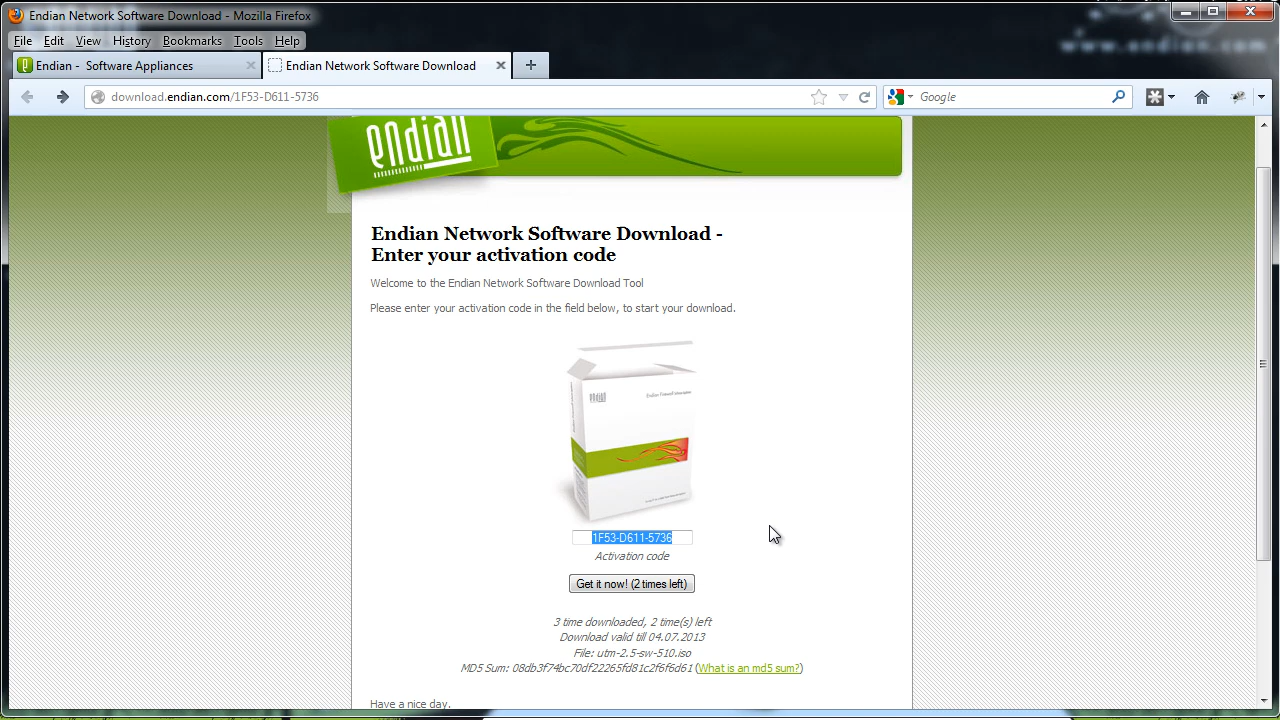 Endian Network Software Download - Mozilla Firefox
File Edit View History Bookmarks Tools Help
www.endian.com
Endian - Software Appliances
Endian Network Software Download
download.endian.com/1F53-D611-5736
Google
endian
Endian Network Software Download -
Enter your activation code
Welcome to the Endian Network Software Download Tool
Please enter your activation code in the field below, to start your download.
endian
1F53-D611-5736
Activation code
Get it now! (2 times left)
3 time downloaded, 2 time(s) left
Download valid till 04.07.2013
File: utm-2.5-sw-510.iso
MD5 Sum: 08db3f74bc70df22265fd81c2f6f6d61 (What is an md5 sum?)
Have a nice day.